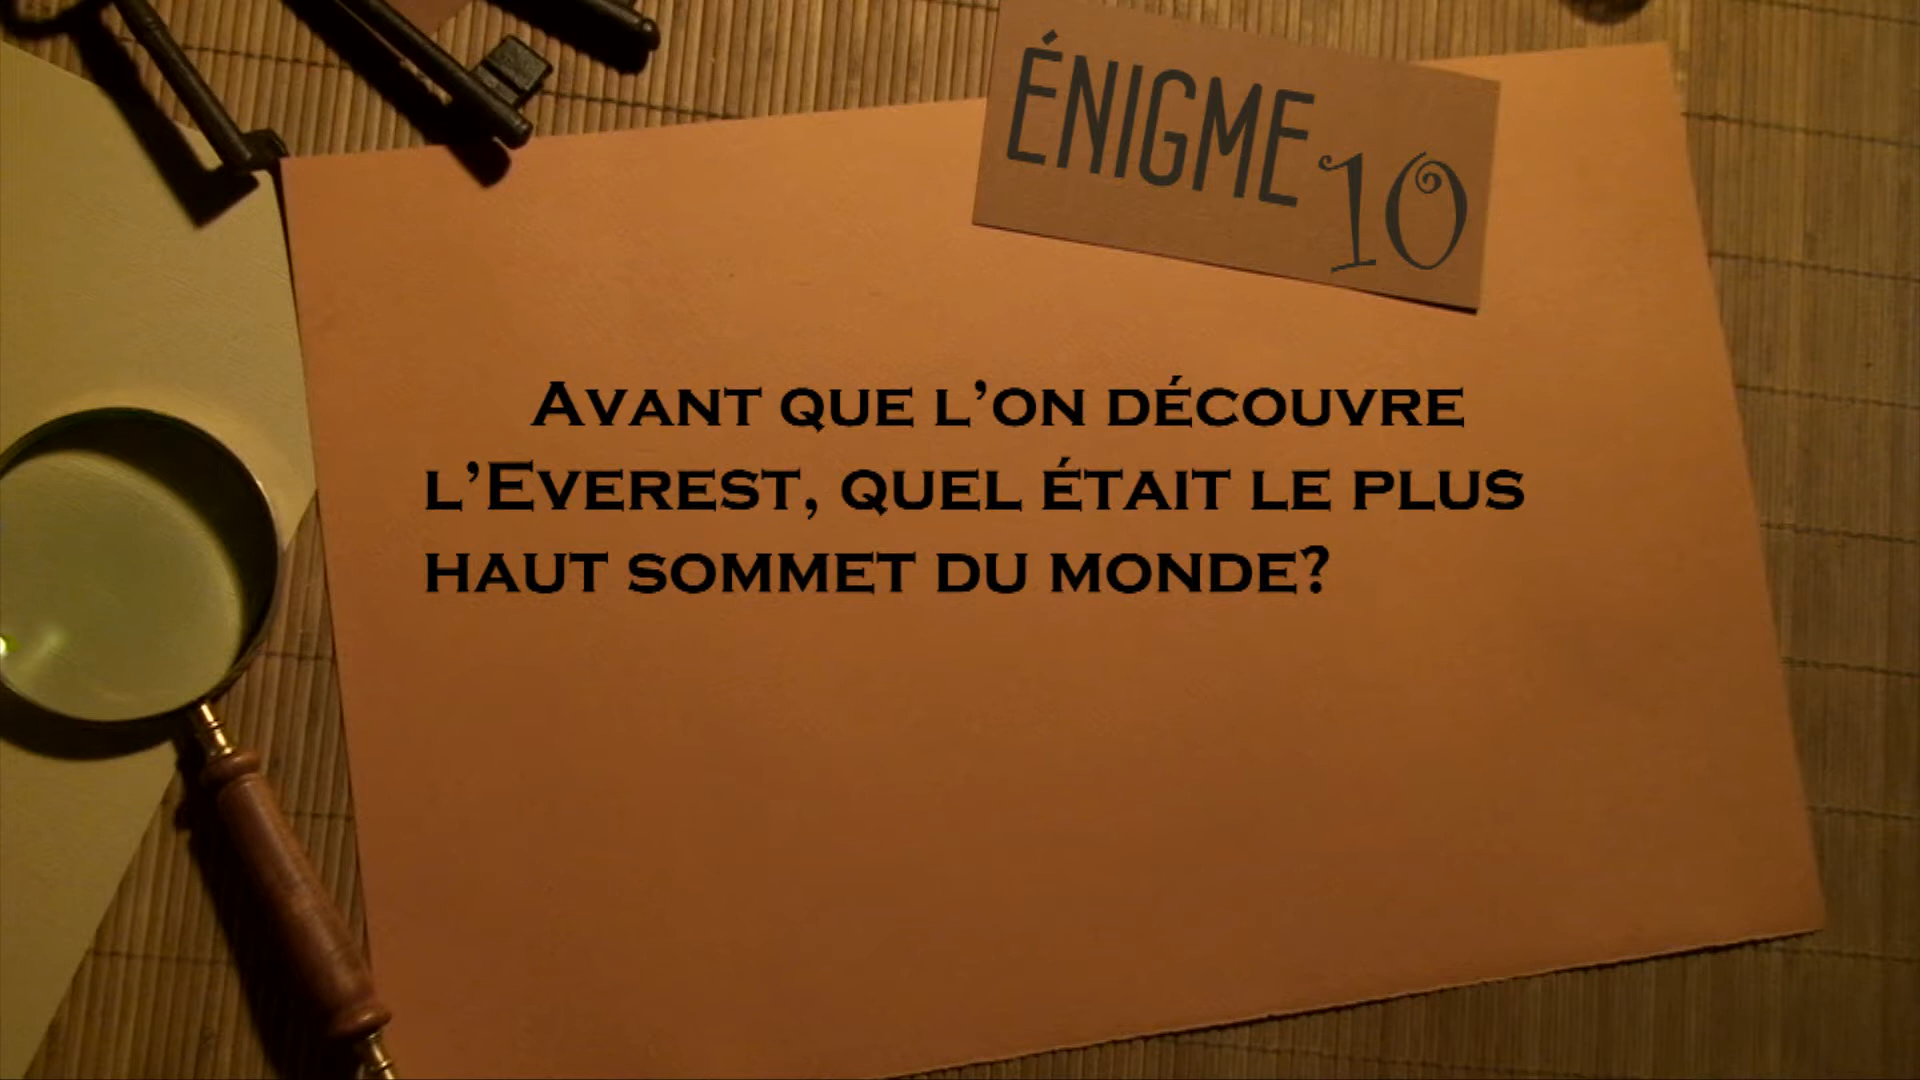 ÉNIGME 10
Avant que l'on découvre
l'Everest, quel était le plus
haut sommet du monde?